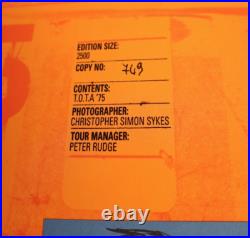 EDITION SIZE:
2500
COPY NO: 749
CONTENTS:
T.O.T.A '75
PHOTOGRAPHER:
CHRISTOPHER SIMON SYKES
TOUR MANAGER:
PETER RUDGE